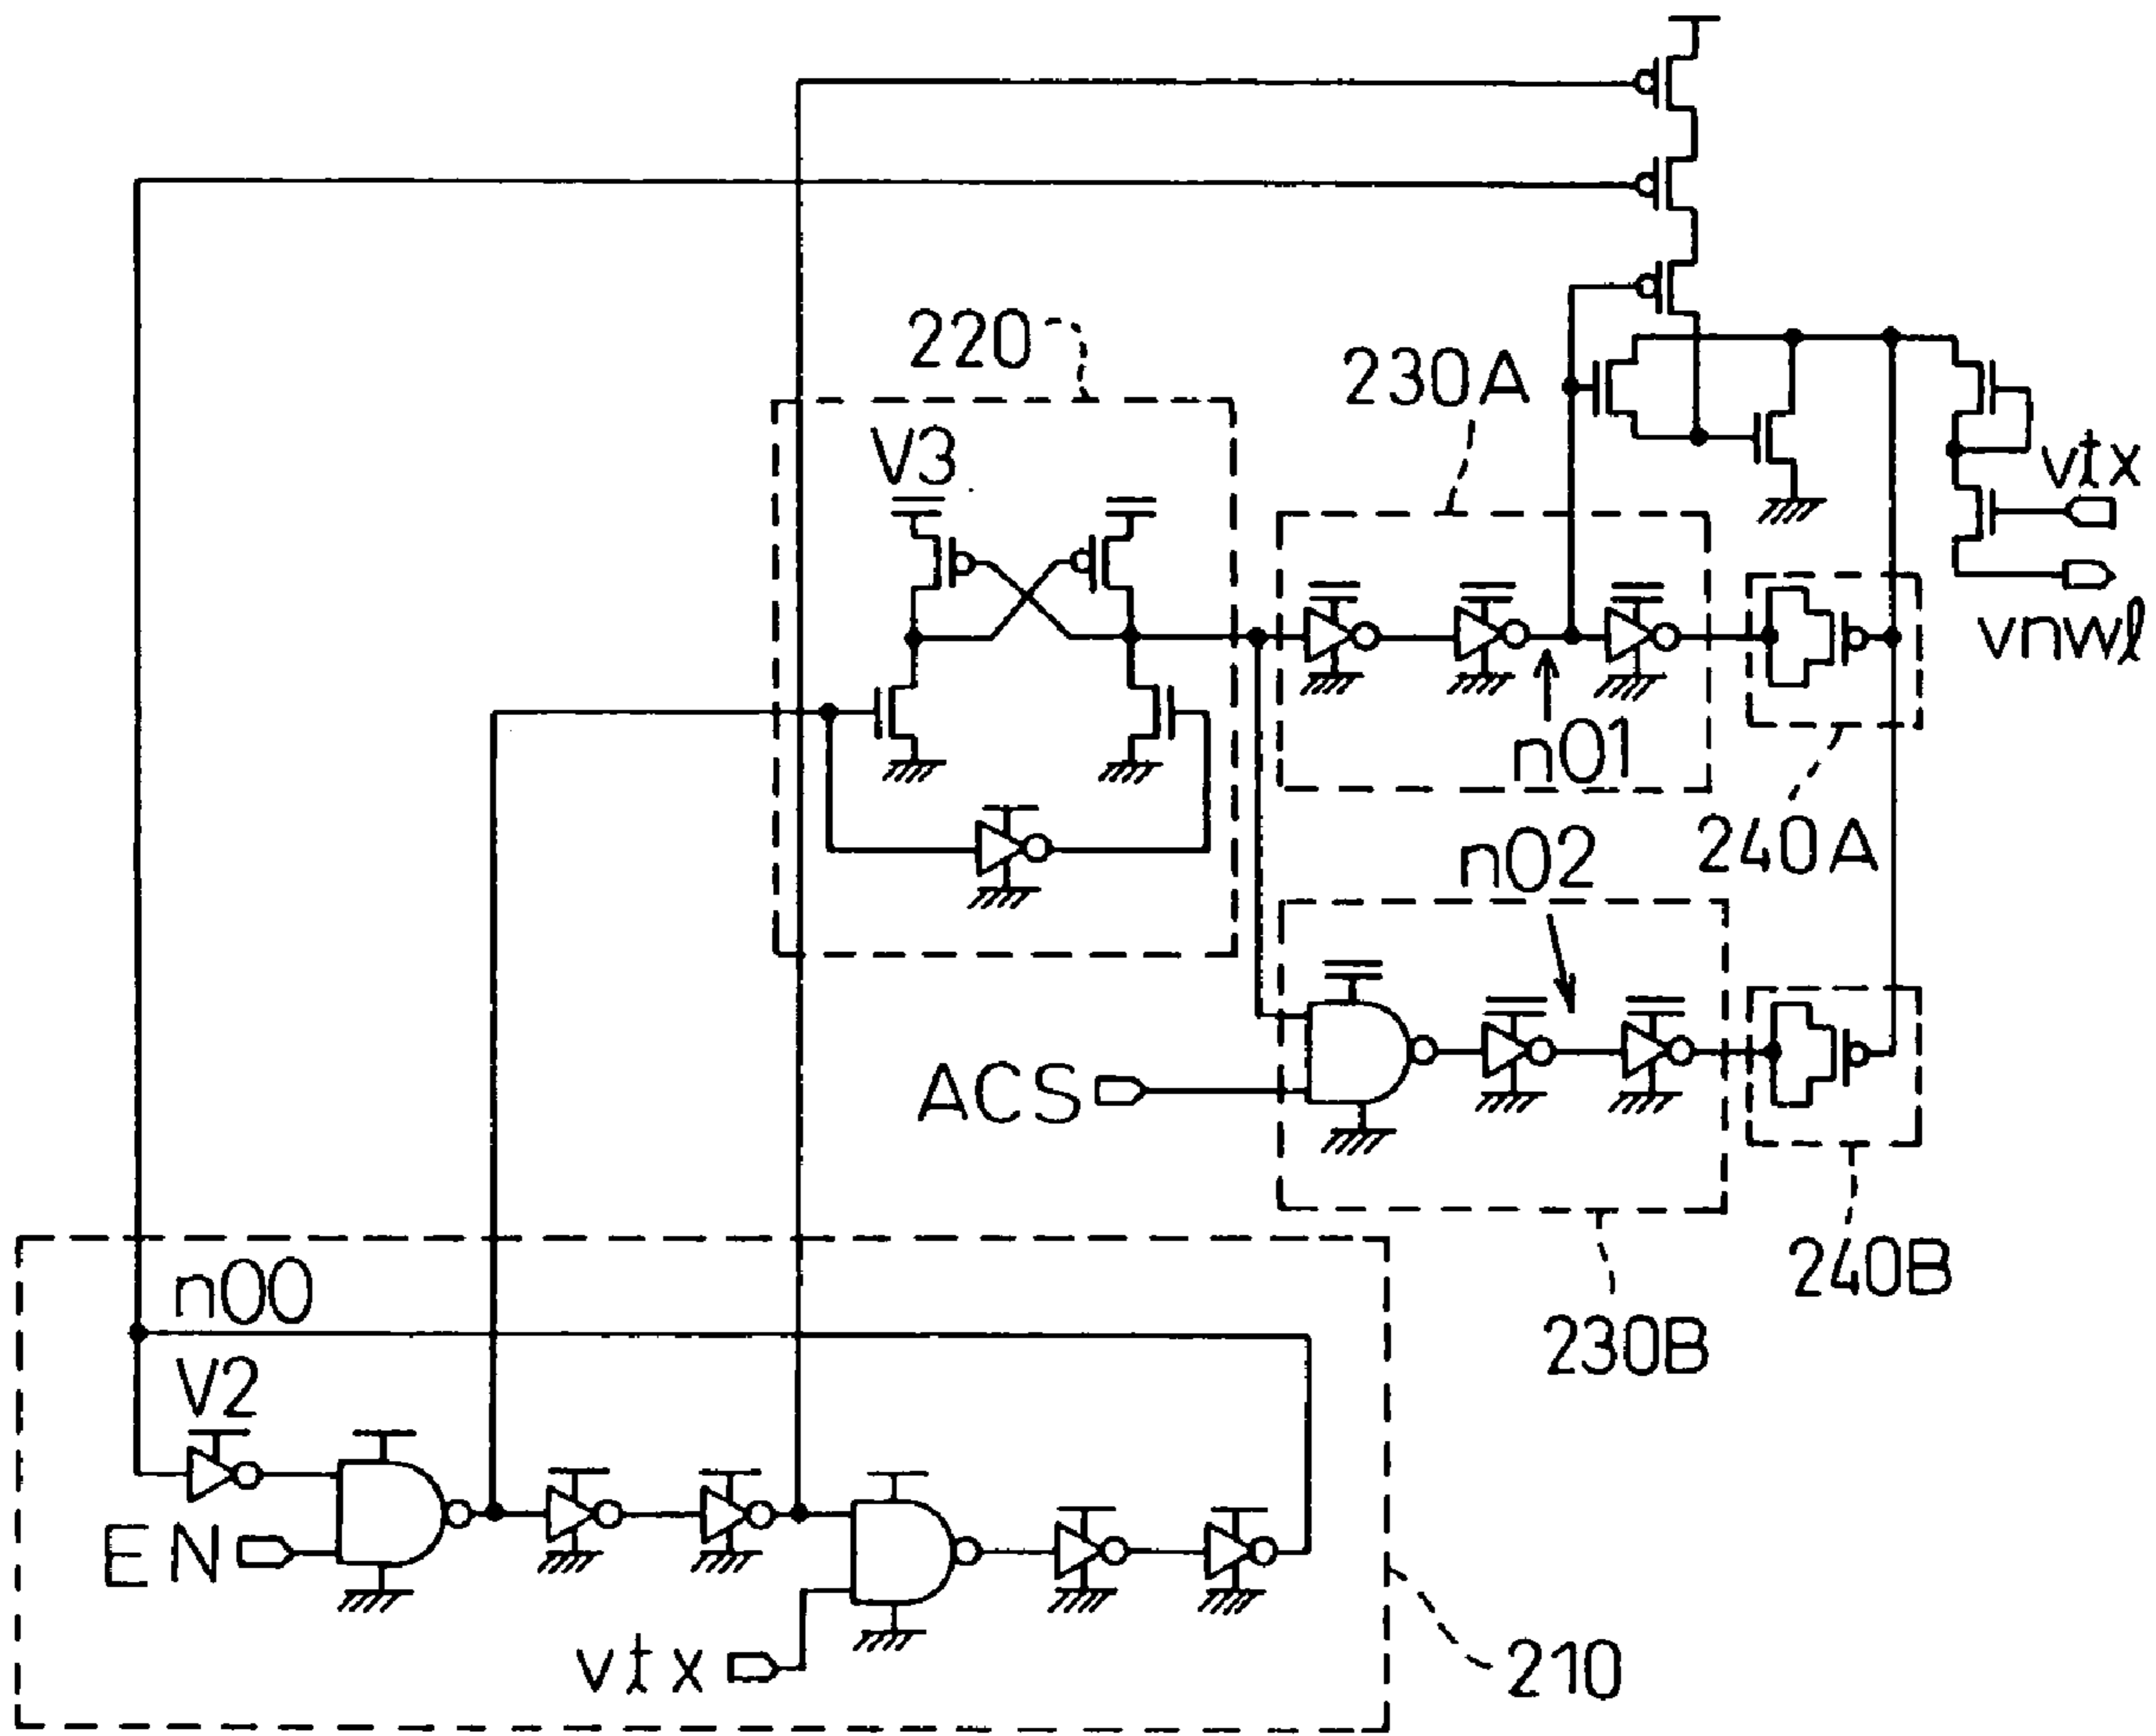 220
230A
V3
vtx
vnwl
n01
240A
n02
ACS
240B
n00
230B
V2
EN
vtx
210